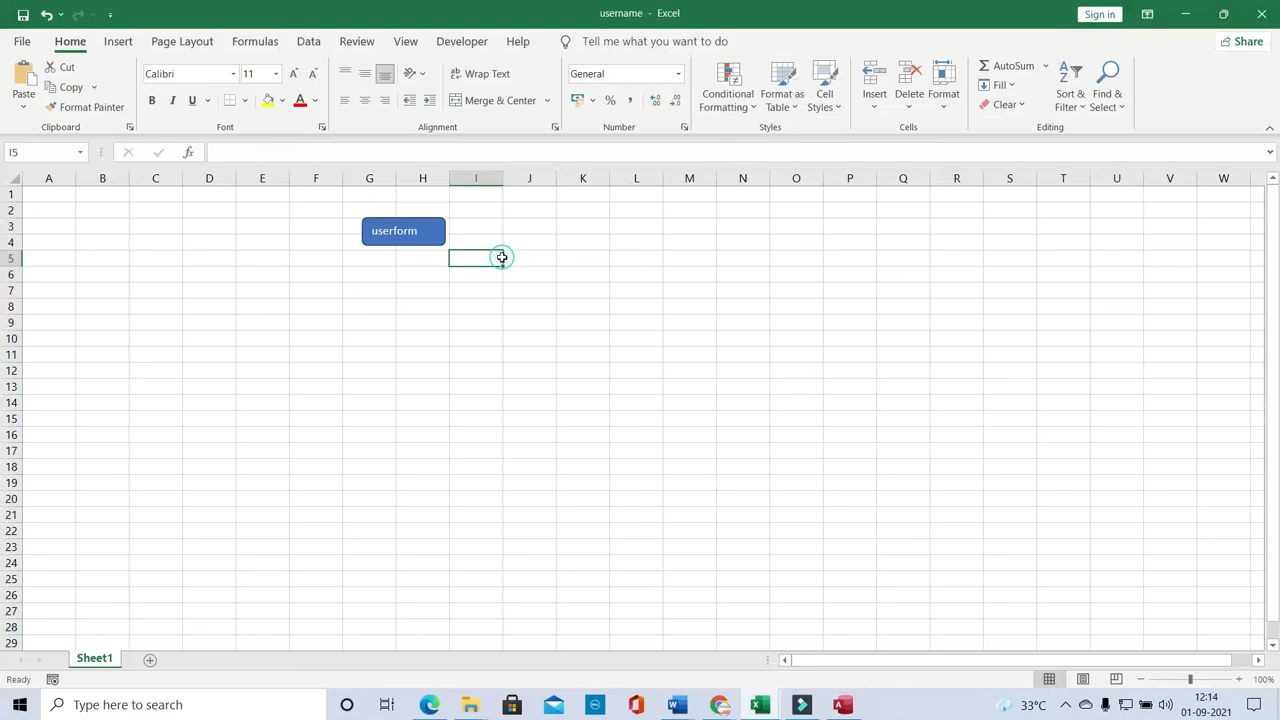 username - Excel
Sign in
File Home Insert Page Layout Formulas Data Review View Developer Help Tell me what you want to do Share
Paste Cut Copy Format Painter
Calibri 11
B I U
Wrap Text
Merge & Center
General
% ,
Conditional Formatting
Format as Table
Cell Styles
Insert Delete Format
AutoSum
Fill
Clear
Sort & Filter
Find & Select
Clipboard Font Alignment Number Styles Cells Editing
I5 fx
A B C D E F G H I J K L M N O P Q R S T U V W
1
2
3
userform
4
5
6
7
8
9
10
11
12
13
14
15
16
17
18
19
20
21
22
23
24
25
26
27
28
29
Sheet1
Ready 100%
Type here to search 33°C 12:14
01-09-2021